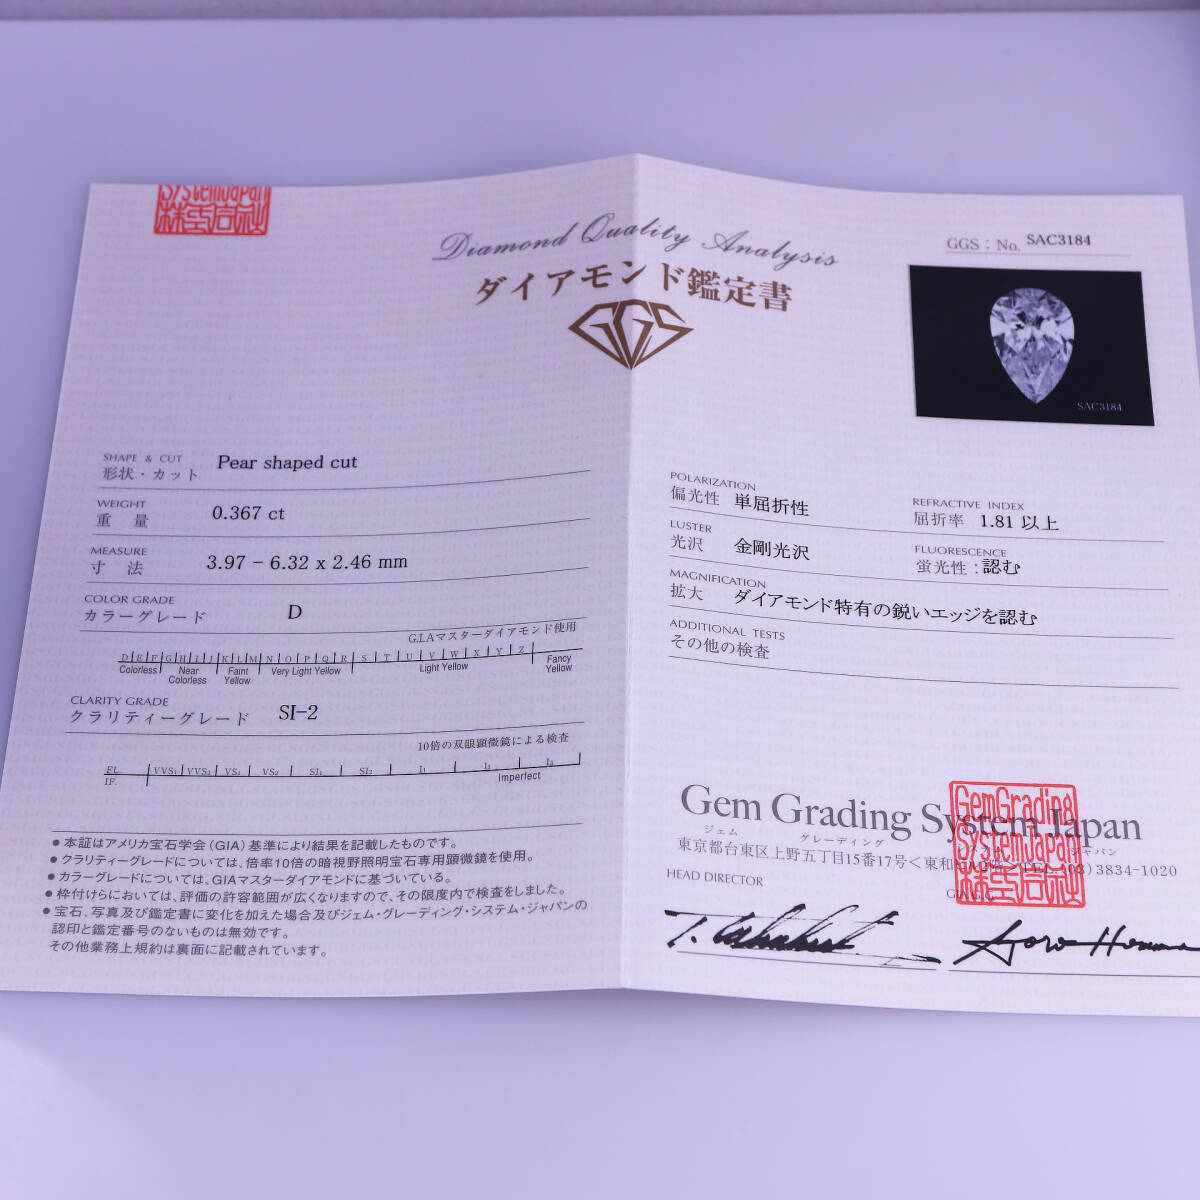 SystemJapan
株式会社
Diamond Quality Analysis
ダイアモンド鑑定書
GGS
GGS : No. SAC3184
SAC3184
SHAPE & CUT
形状・カット Pear shaped cut
WEIGHT
重 量 0.367 ct
MEASURE
寸 法 3.97 − 6.32 x 2.46 mm
COLOR GRADE
カラーグレード D
G.I.Aマスターダイアモンド使用
D E F G H I J K L M N O P Q R S T U V W X Y Z
Colorless Near Colorless Faint Yellow Very Light Yellow Light Yellow Fancy Yellow
CLARITY GRADE
クラリティーグレード SI-2
10倍の双眼顕微鏡による検査
FL. VVS1 VVS2 VS1 VS2 SI1 SI2 I1 I2 I3
IF. Imperfect
● 本証はアメリカ宝石学会（GIA）基準により結果を記載したものです。
● クラリティーグレードについては、倍率10倍の暗視野照明宝石専用顕微鏡を使用。
● カラーグレードについては、GIAマスターダイアモンドに基づいている。
● 枠付けらにおいては、評価の許容範囲が広くなりますので、その限度内で検査をしました。
● 宝石、写真及び鑑定書に変化を加えた場合及びジェム・グレーディング・システム・ジャパンの
認印と鑑定番号のないものは無効です。
その他業務上規約は裏面に記載されています。
POLARIZATION
偏光性 単屈折性
REFRACTIVE INDEX
屈折率 1.81 以上
LUSTER
光沢 金剛光沢
FLUORESCENCE
蛍光性 : 認む
MAGNIFICATION
拡大 ダイアモンド特有の鋭いエッジを認む
ADDITIONAL TESTS
その他の検査
Gem Grading System Japan
ジェム グレーディング システム ジャパン
東京都台東区上野五丁目15番17号＜東和 ＞TEL. (03)3834-1020
GemGrading
SystemJapan
株式会社
HEAD DIRECTOR
GIA.G.G